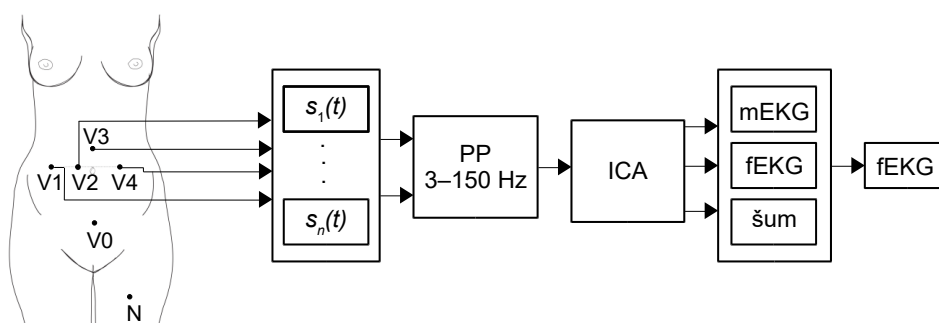 V3
V1
V2
V4
V0
N
s1(t)
.
.
.
sn(t)
PP
3–150 Hz
ICA
mEKG
fEKG
šum
fEKG